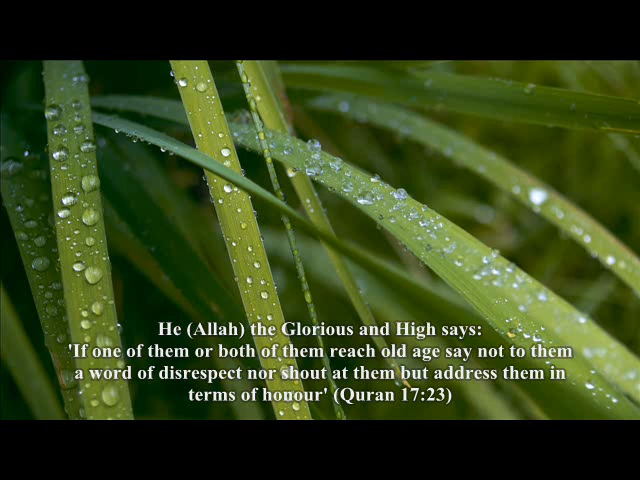 He (Allah) the Glorious and High says:
'If one of them or both of them reach old age say not to them
a word of disrespect nor shout at them but address them in
terms of honour' (Quran 17:23)